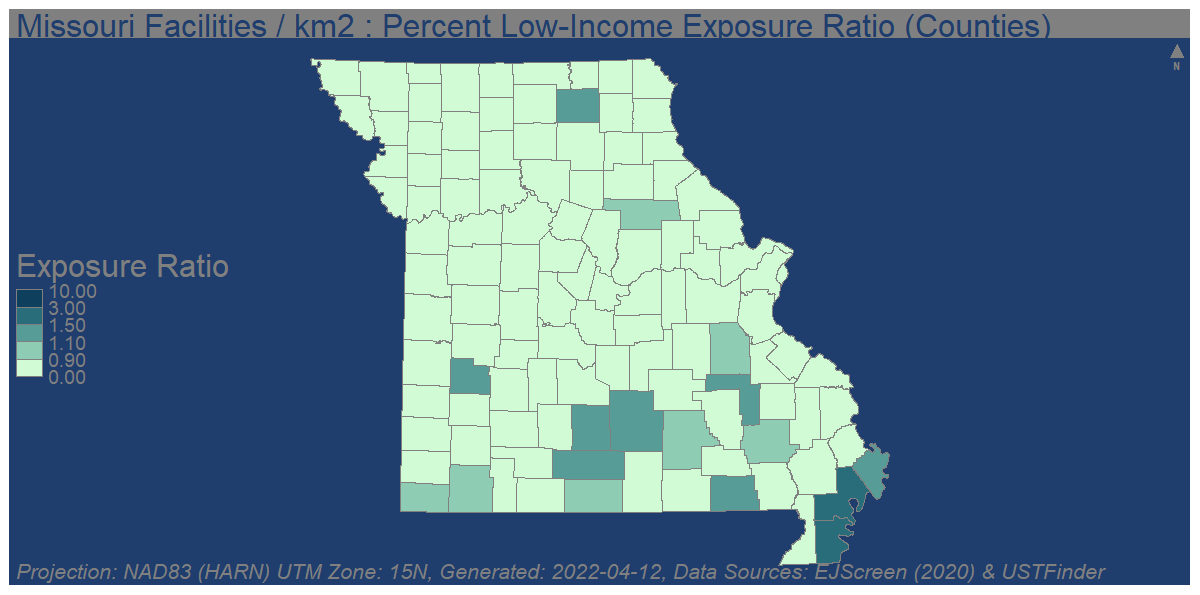 Missouri Facilities / km2 : Percent Low-Income Exposure Ratio (Counties)
N
Exposure Ratio
10.00
3.00
1.50
1.10
0.90
0.00
Projection: NAD83 (HARN) UTM Zone: 15N, Generated: 2022-04-12, Data Sources: EJScreen (2020) & USTFinder